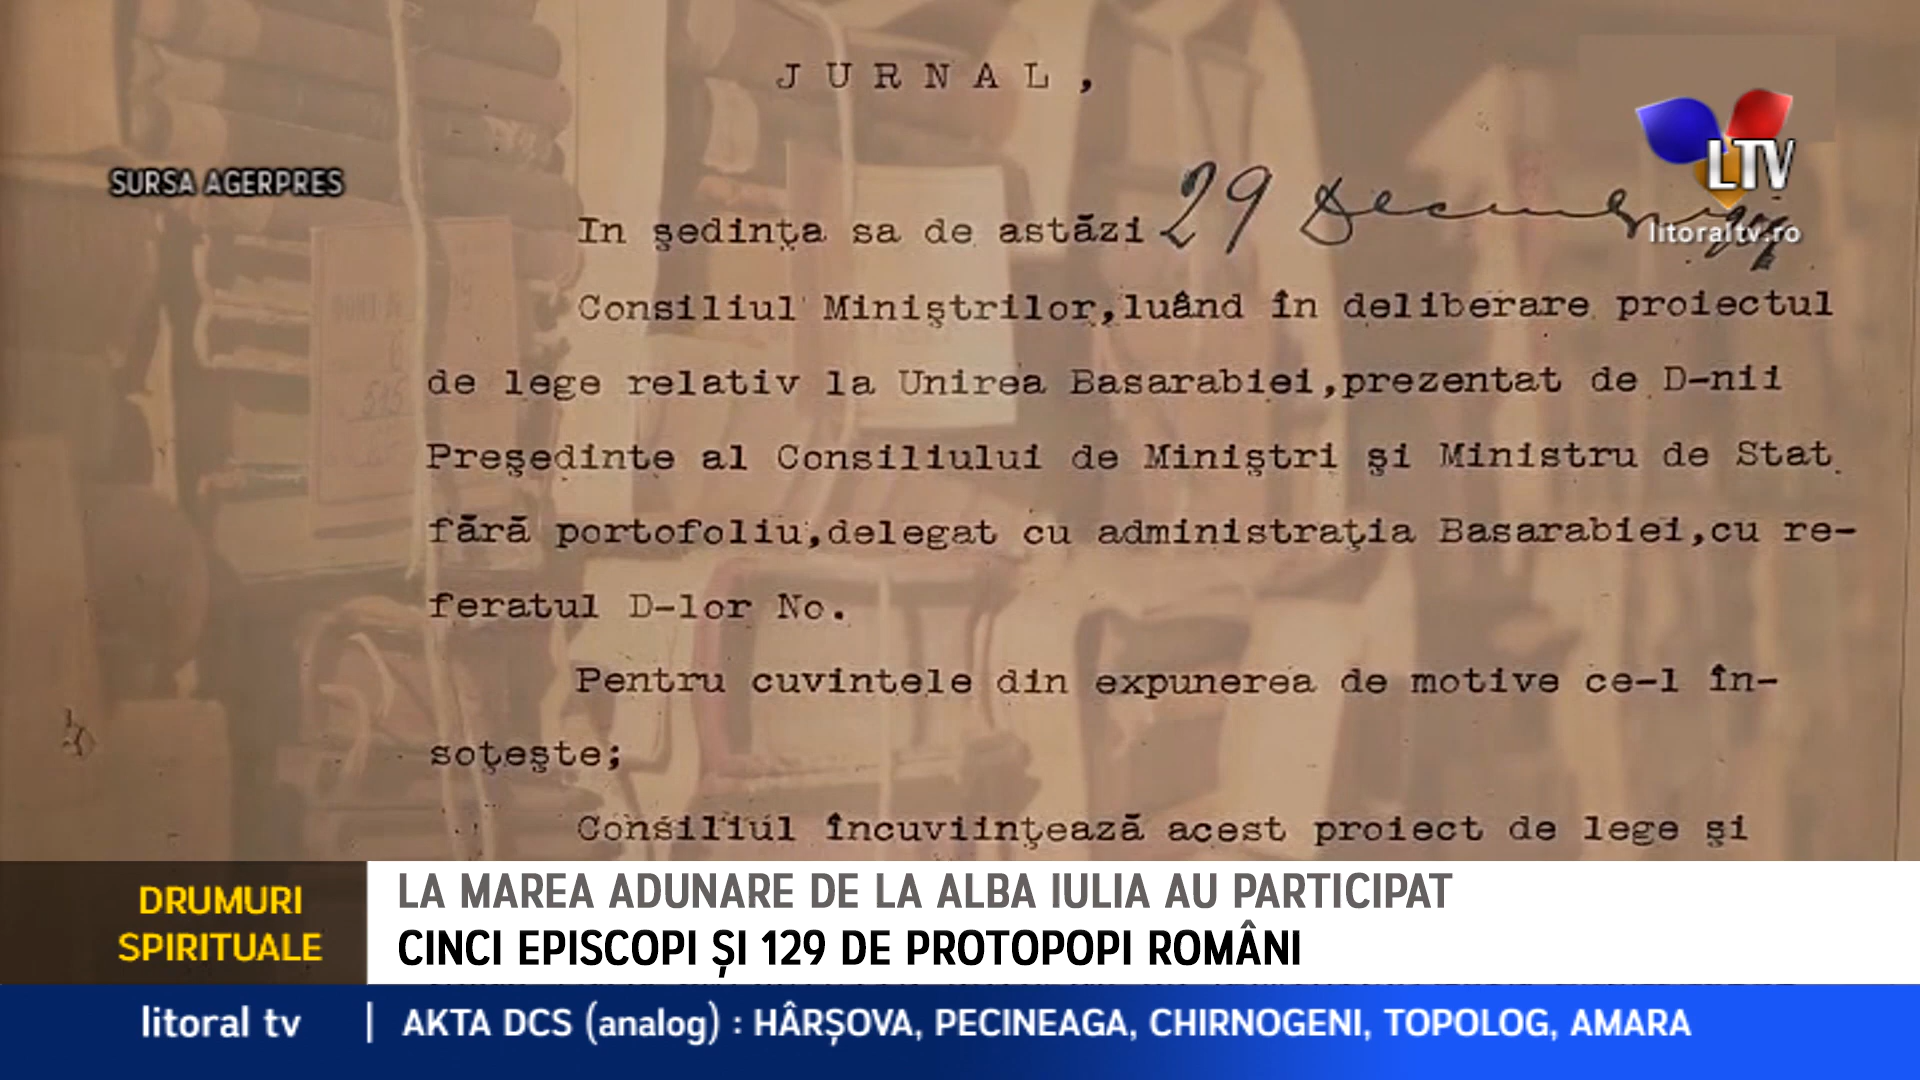 JURNAL,
SURSA AGERPRES
LTV
litoraltv.ro
In şedinţa sa de astăzi 29 Decemvrie
Consiliul Miniştrilor,luând în deliberare proiectul
de lege relativ la Unirea Basarabiei,prezentat de D-nii
Preşedinte al Consiliului de Miniştri şi Ministru de Stat
fără portofoliu,delegat cu administraţia Basarabiei,cu re-
feratul D-lor No.
Pentru cuvintele din expunerea de motive ce-l în-
soţeşte;
Consiliul încuviinţează acest proiect de lege şi
DRUMURI
SPIRITUALE
LA MAREA ADUNARE DE LA ALBA IULIA AU PARTICIPAT
CINCI EPISCOPI ȘI 129 DE PROTOPOPI ROMÂNI
litoral tv | AKTA DCS (analog) : HÂRȘOVA, PECINEAGA, CHIRNOGENI, TOPOLOG, AMARA